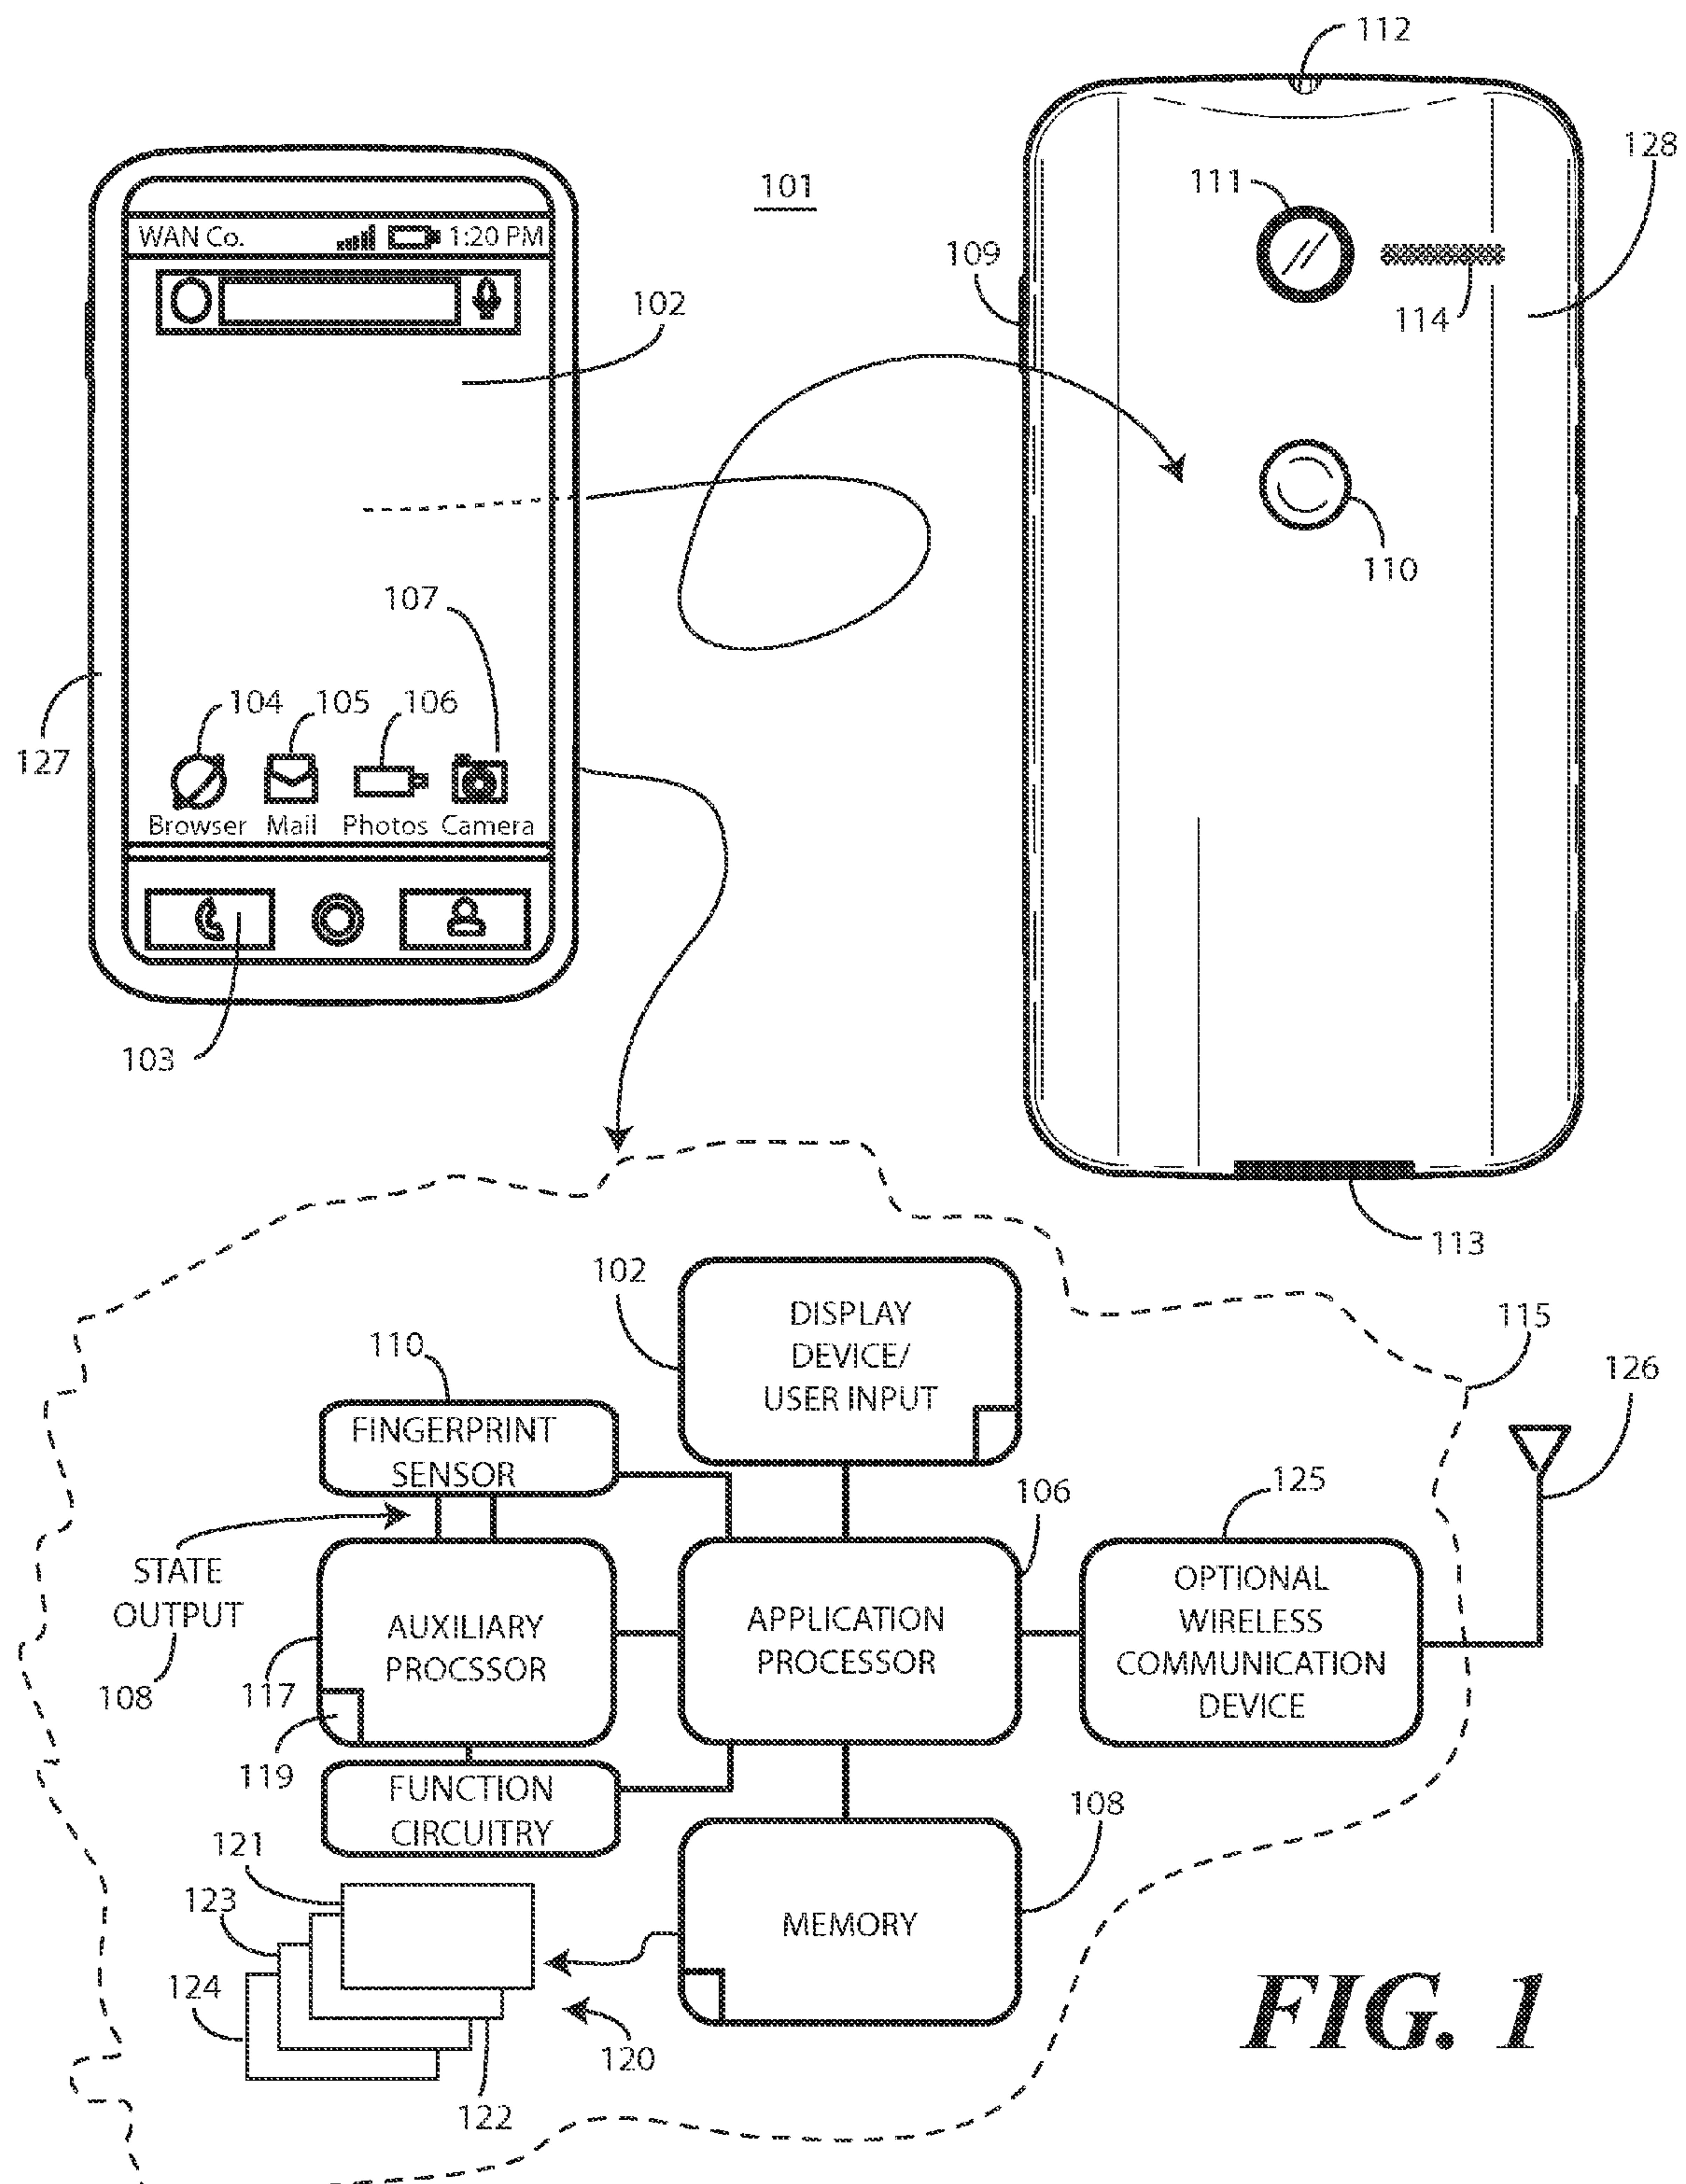 112
128
101
111
109
WAN Co. 1:20 PM
102
114
110
107
104
105
106
127
Browser Mail Photos Camera
103
113
102
DISPLAY
DEVICE/
USER INPUT
115
126
110
FINGERPRINT
SENSOR
106
125
STATE
OUTPUT
108
117
119
AUXILIARY
PROCSSOR
APPLICATION
PROCESSOR
OPTIONAL
WIRELESS
COMMUNICATION
DEVICE
FUNCTION
CIRCUITRY
108
121
123
124
MEMORY
120
122
FIG. 1